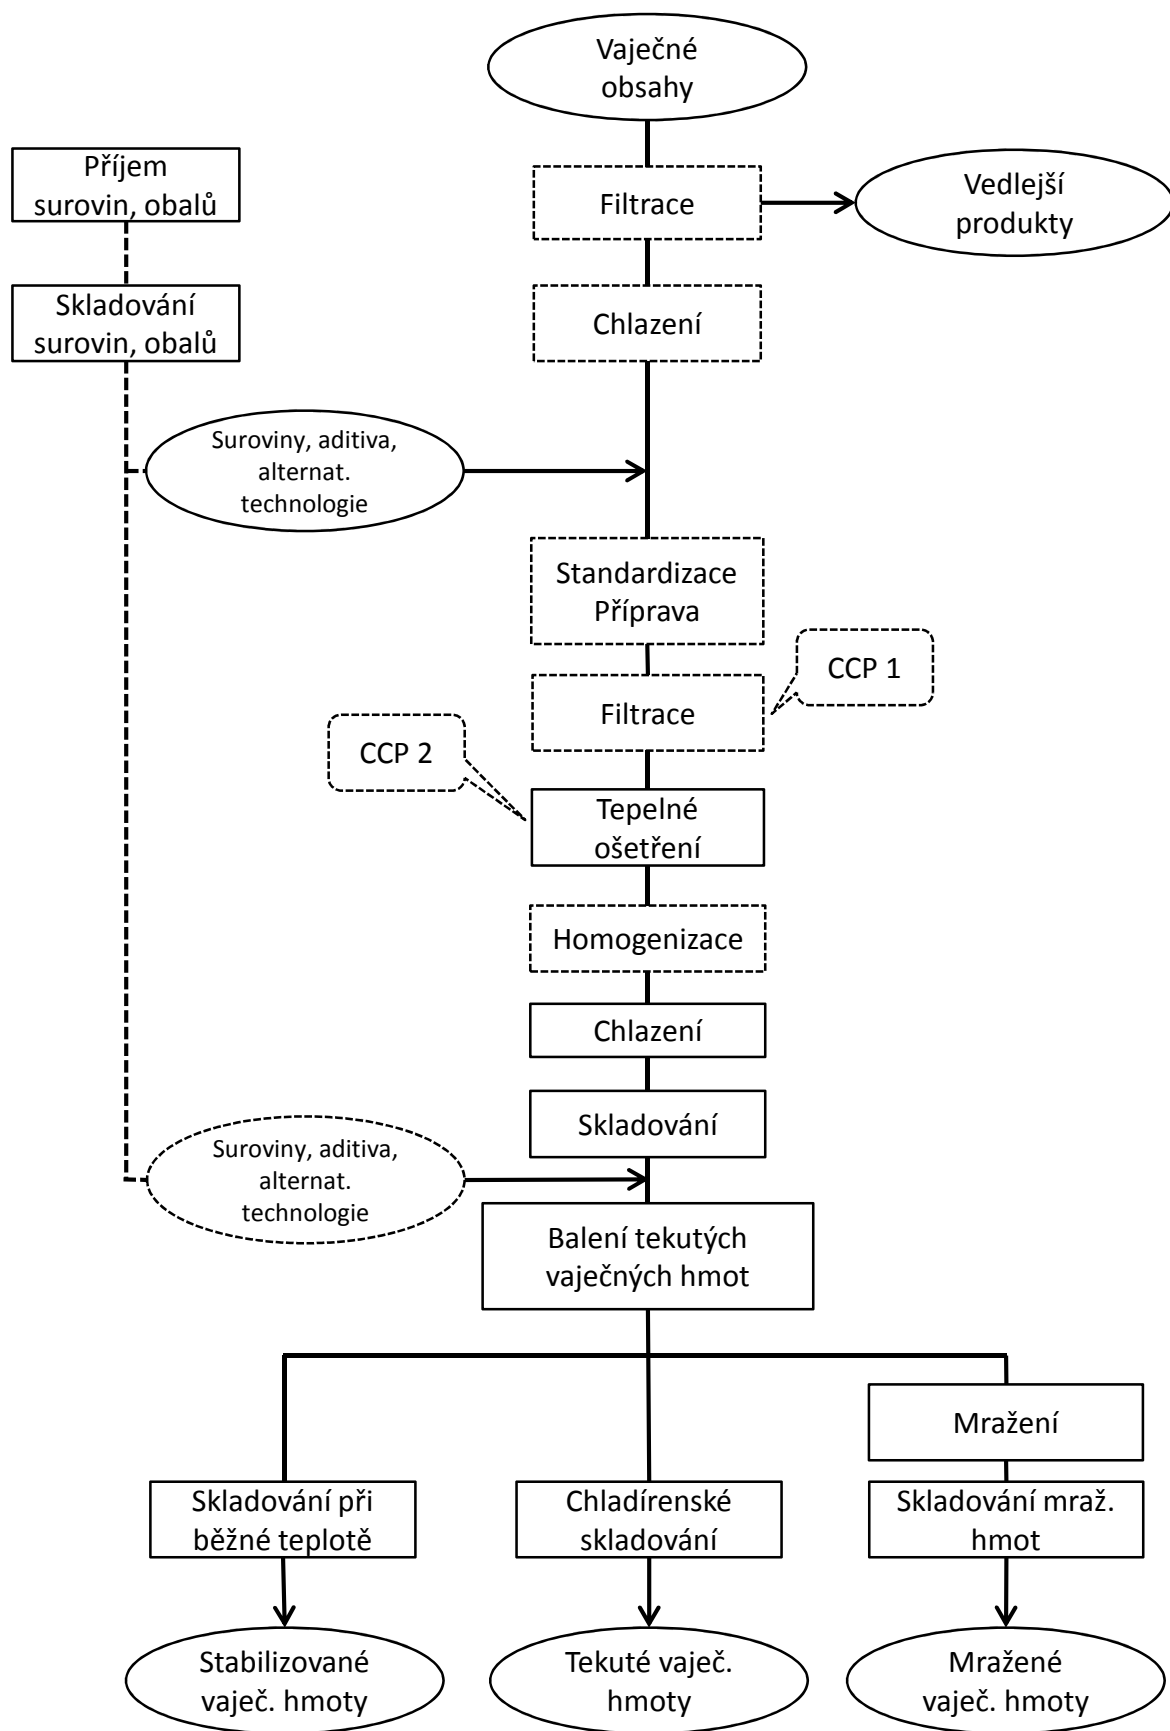 Vaječné
obsahy
Příjem
surovin, obalů
Filtrace
Vedlejší
produkty
Skladování
surovin, obalů
Chlazení
Suroviny, aditiva,
alternat.
technologie
Standardizace
Příprava
CCP 1
Filtrace
CCP 2
Tepelné
ošetření
Homogenizace
Chlazení
Skladování
Suroviny, aditiva,
alternat.
technologie
Balení tekutých
vaječných hmot
Mražení
Skladování při
běžné teplotě
Chladírenské
skladování
Skladování mraž.
hmot
Stabilizované
vaječ. hmoty
Tekuté vaječ.
hmoty
Mražené
vaječ. hmoty